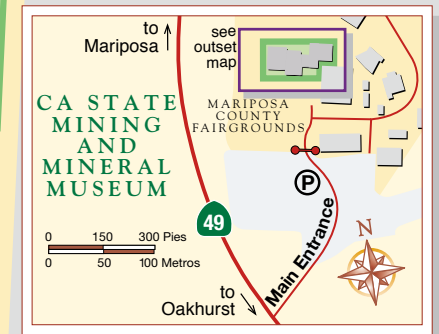 to
Mariposa
see
outset
map
CA STATE
MINING
AND
MINERAL
MUSEUM
MARIPOSA
COUNTY
FAIRGROUNDS
P
49
Main Entrance
N
0 150 300 Pies
0 50 100 Metros
to
Oakhurst